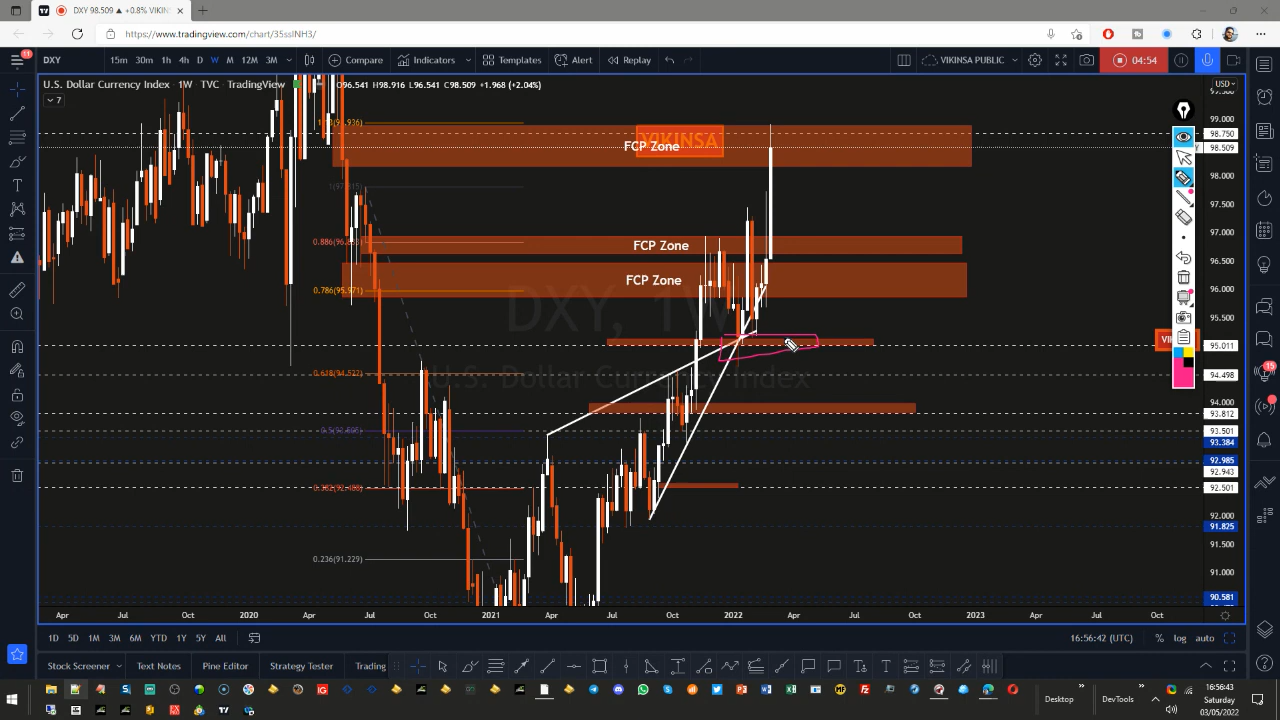 DXY 98.509 ▲ +0.8% VIKINS
https://www.tradingview.com/chart/35ssINH3/
11
DXY 15m 30m 1h 4h D W M 12M 3M Compare Indicators Templates Alert Replay VIKINSA PUBLIC 04:54
U.S. Dollar Currency Index 1W TVC TradingView O96.541 H98.916 L96.541 C98.509 +1.968 (+2.04%)
USD
7
99.000
98.750
98.509
98.000
97.500
97.000
96.500
96.000
95.500
95.011
94.498
94.000
93.812
93.501
93.384
92.985
92.943
92.501
92.000
91.825
91.500
91.000
90.581
VIKINSA
FCP Zone
FCP Zone
FCP Zone
0.886
0.786(95.971)
0.618(94.527)
0.236(91.229)
DXY, 1W
U.S. Dollar Currency Index
15
Apr Jul Oct 2020 Apr Jul Oct 2021 Apr Jul Oct 2022 Apr Jul Oct 2023 Apr Jul Oct
1D 5D 1M 3M 6M YTD 1Y 5Y All 16:56:42 (UTC) % log auto
Stock Screener Text Notes Pine Editor Strategy Tester Trading
Desktop DevTools
16:56:43
Saturday
03/05/2022